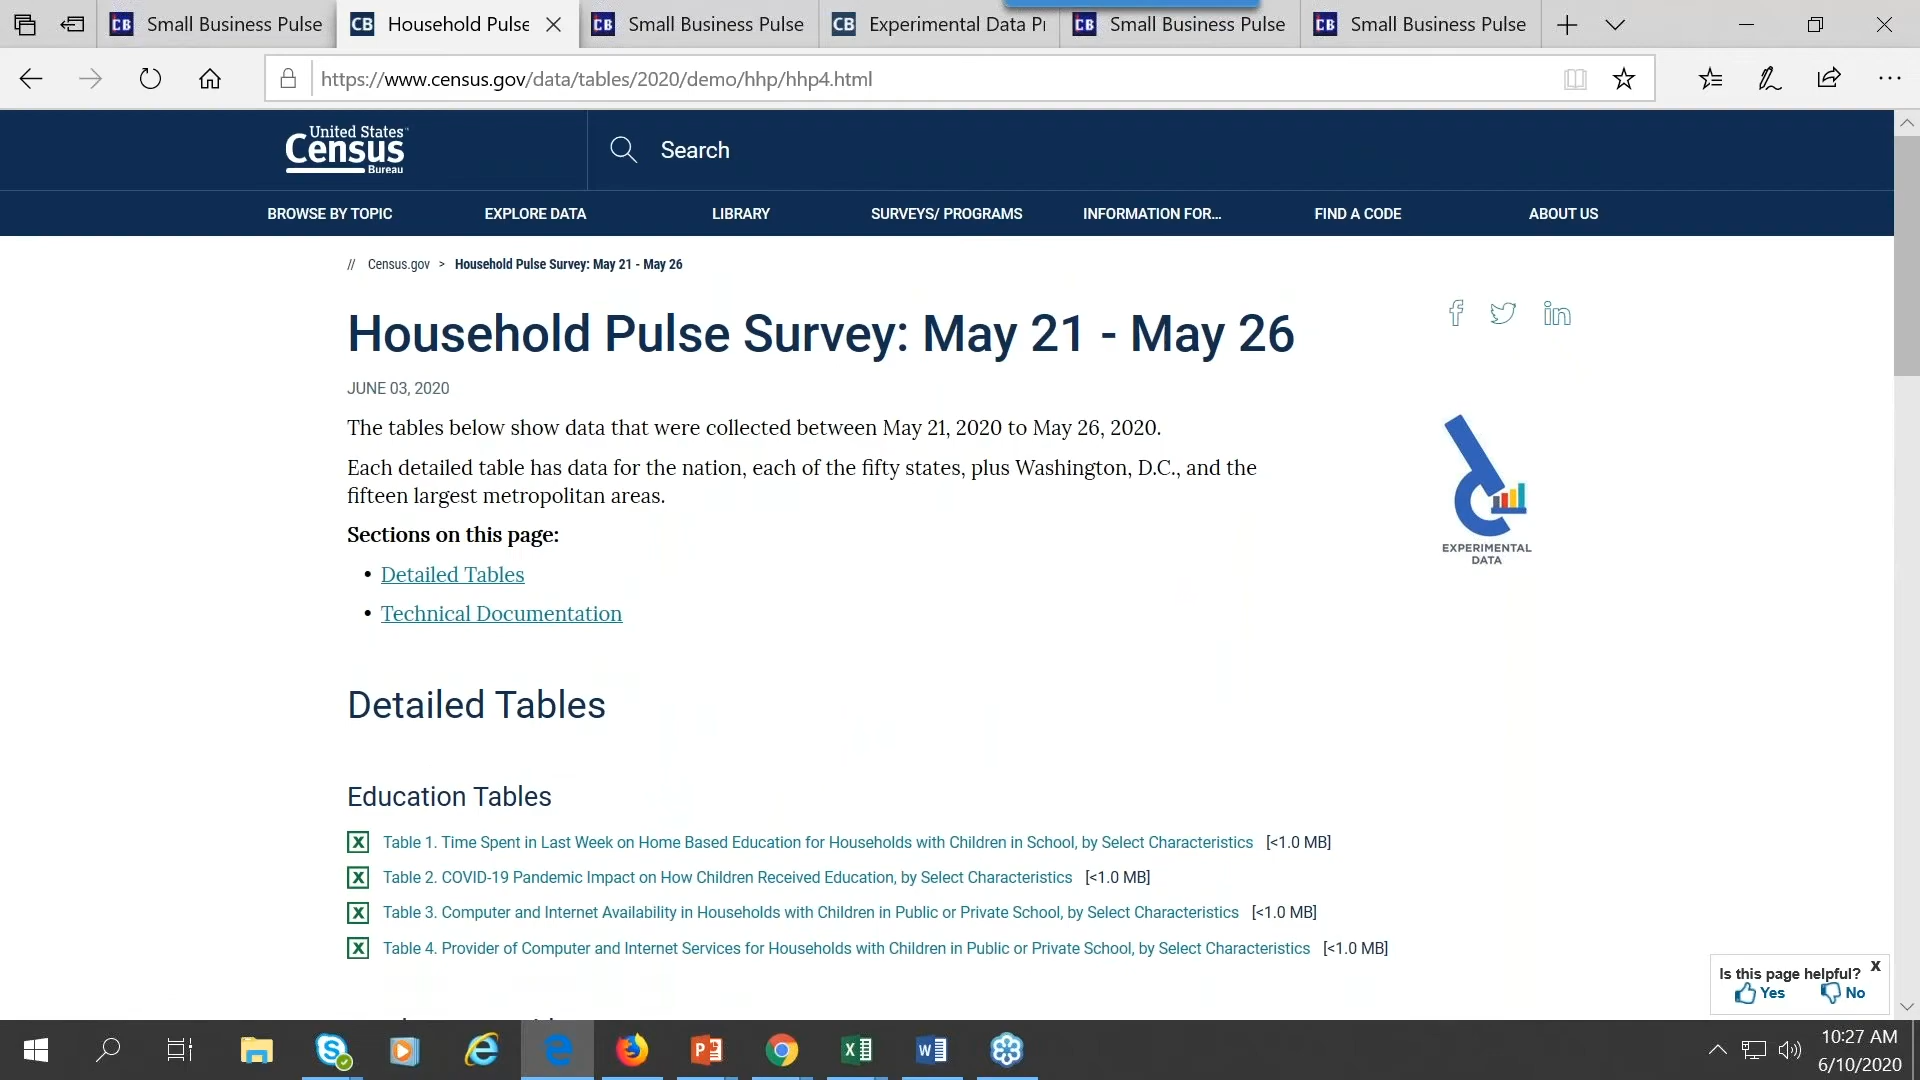 Small Business Pulse
Household Pulse
Small Business Pulse
Experimental Data Pr
Small Business Pulse
Small Business Pulse
https://www.census.gov/data/tables/2020/demo/hhp/hhp4.html
United States™
Census
Bureau
Search
BROWSE BY TOPIC EXPLORE DATA LIBRARY SURVEYS/ PROGRAMS INFORMATION FOR... FIND A CODE ABOUT US
// Census.gov > Household Pulse Survey: May 21 - May 26
Household Pulse Survey: May 21 - May 26
JUNE 03, 2020
The tables below show data that were collected between May 21, 2020 to May 26, 2020.
Each detailed table has data for the nation, each of the fifty states, plus Washington, D.C., and the
fifteen largest metropolitan areas.
EXPERIMENTAL
DATA
Sections on this page:
• Detailed Tables
• Technical Documentation
Detailed Tables
Education Tables
Table 1. Time Spent in Last Week on Home Based Education for Households with Children in School, by Select Characteristics [<1.0 MB]
Table 2. COVID-19 Pandemic Impact on How Children Received Education, by Select Characteristics [<1.0 MB]
Table 3. Computer and Internet Availability in Households with Children in Public or Private School, by Select Characteristics [<1.0 MB]
Table 4. Provider of Computer and Internet Services for Households with Children in Public or Private School, by Select Characteristics [<1.0 MB]
Is this page helpful? X
Yes No
10:27 AM
6/10/2020